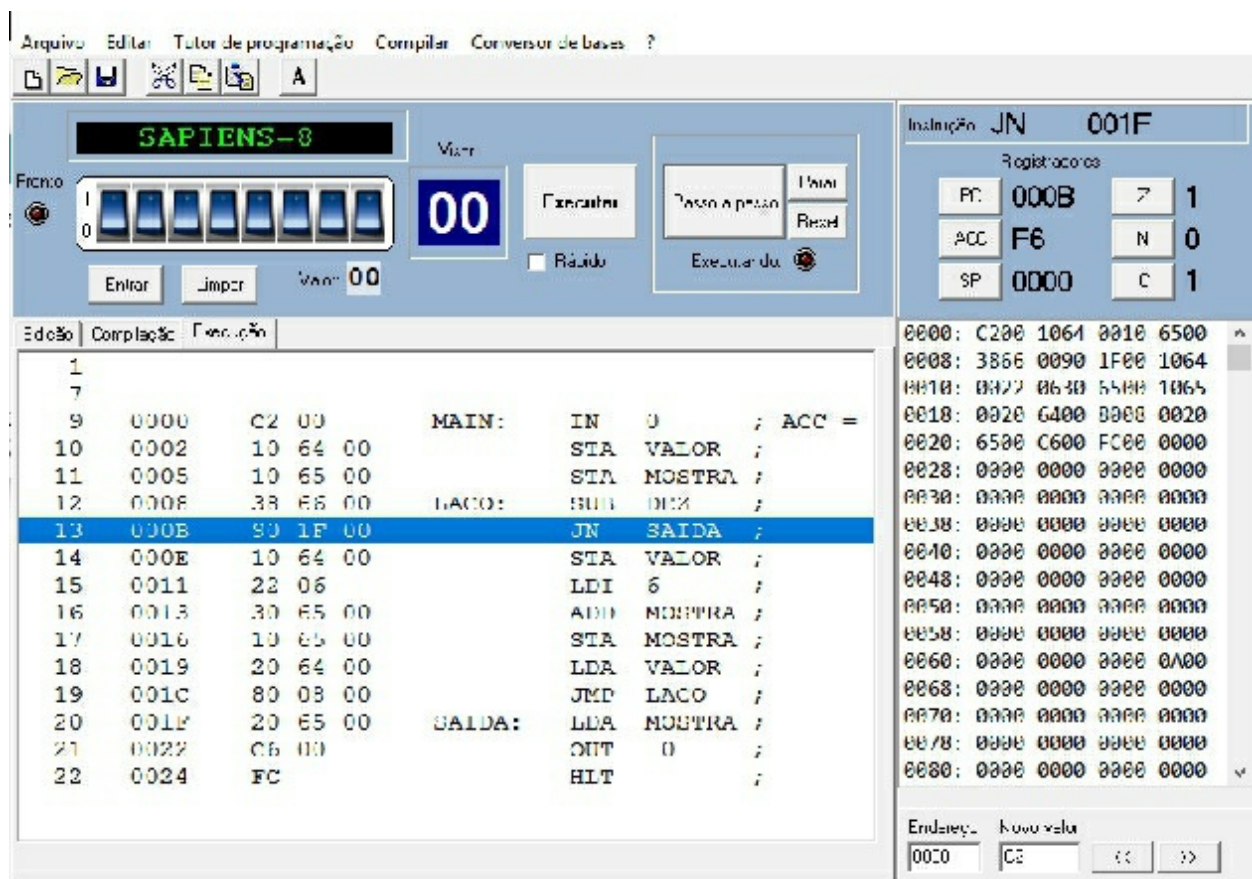 Arquivo Editar Tutor de programação Compilar Conversor de bases ?
A
SAPIENS-8
Visor
Instrução JN 001F
Registradores
Pronto
1
0
00
Executar
Passo a passo
Parar
Reset
PC 000B Z 1
ACC F6 N 0
SP 0000 C 1
Rápido
Executando
Entrar
Limpar
Valor 00
Edição Compilação Execução
1
7
9 0000 C2 00 MAIN: IN 0 ; ACC =
10 0002 10 64 00 STA VALOR ;
11 0005 10 65 00 STA MOSTRA ;
12 0008 38 66 00 LACO: SUB DEZ ;
13 000B 90 1F 00 JN SAIDA ;
14 000E 10 64 00 STA VALOR ;
15 0011 22 06 LDI 6 ;
16 0013 30 65 00 ADD MOSTRA ;
17 0016 10 65 00 STA MOSTRA ;
18 0019 20 64 00 LDA VALOR ;
19 001C 80 08 00 JMP LACO ;
20 001F 20 65 00 SAIDA: LDA MOSTRA ;
21 0022 C6 00 OUT 0 ;
22 0024 FC HLT ;
0000: C200 1064 0010 6500
0008: 3866 0090 1F00 1064
0010: 0022 0630 6500 1065
0018: 0020 6400 8008 0020
0020: 6500 C600 FC00 0000
0028: 0000 0000 0000 0000
0030: 0000 0000 0000 0000
0038: 0000 0000 0000 0000
0040: 0000 0000 0000 0000
0048: 0000 0000 0000 0000
0050: 0000 0000 0000 0000
0058: 0000 0000 0000 0000
0060: 0000 0000 0000 0A00
0068: 0000 0000 0000 0000
0070: 0000 0000 0000 0000
0078: 0000 0000 0000 0000
0080: 0000 0000 0000 0000
Endereço Novo valor
0000 C2 << >>